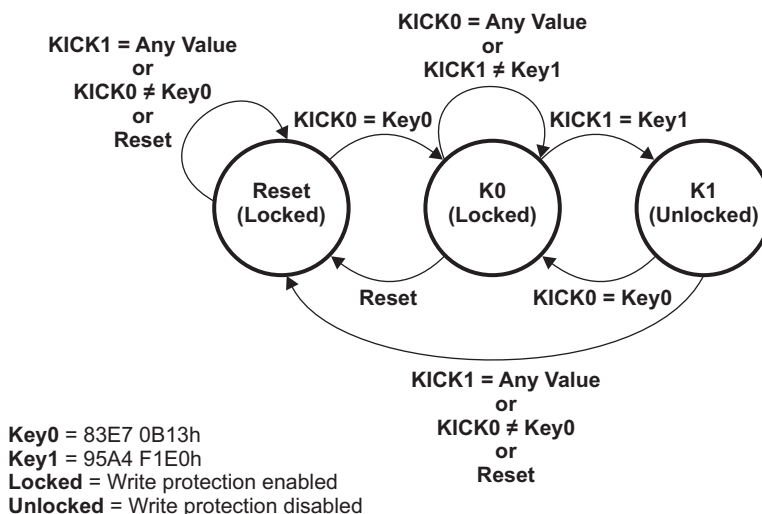 KICK1 = Any Value
or
KICK0 ≠ Key0
or
Reset
KICK0 = Key0
KICK0 = Any Value
or
KICK1 ≠ Key1
KICK1 = Key1
Reset
(Locked)
K0
(Locked)
K1
(Unlocked)
Reset
KICK0 = Key0
KICK1 = Any Value
or
KICK0 ≠ Key0
or
Reset
Key0 = 83E7 0B13h
Key1 = 95A4 F1E0h
Locked = Write protection enabled
Unlocked = Write protection disabled